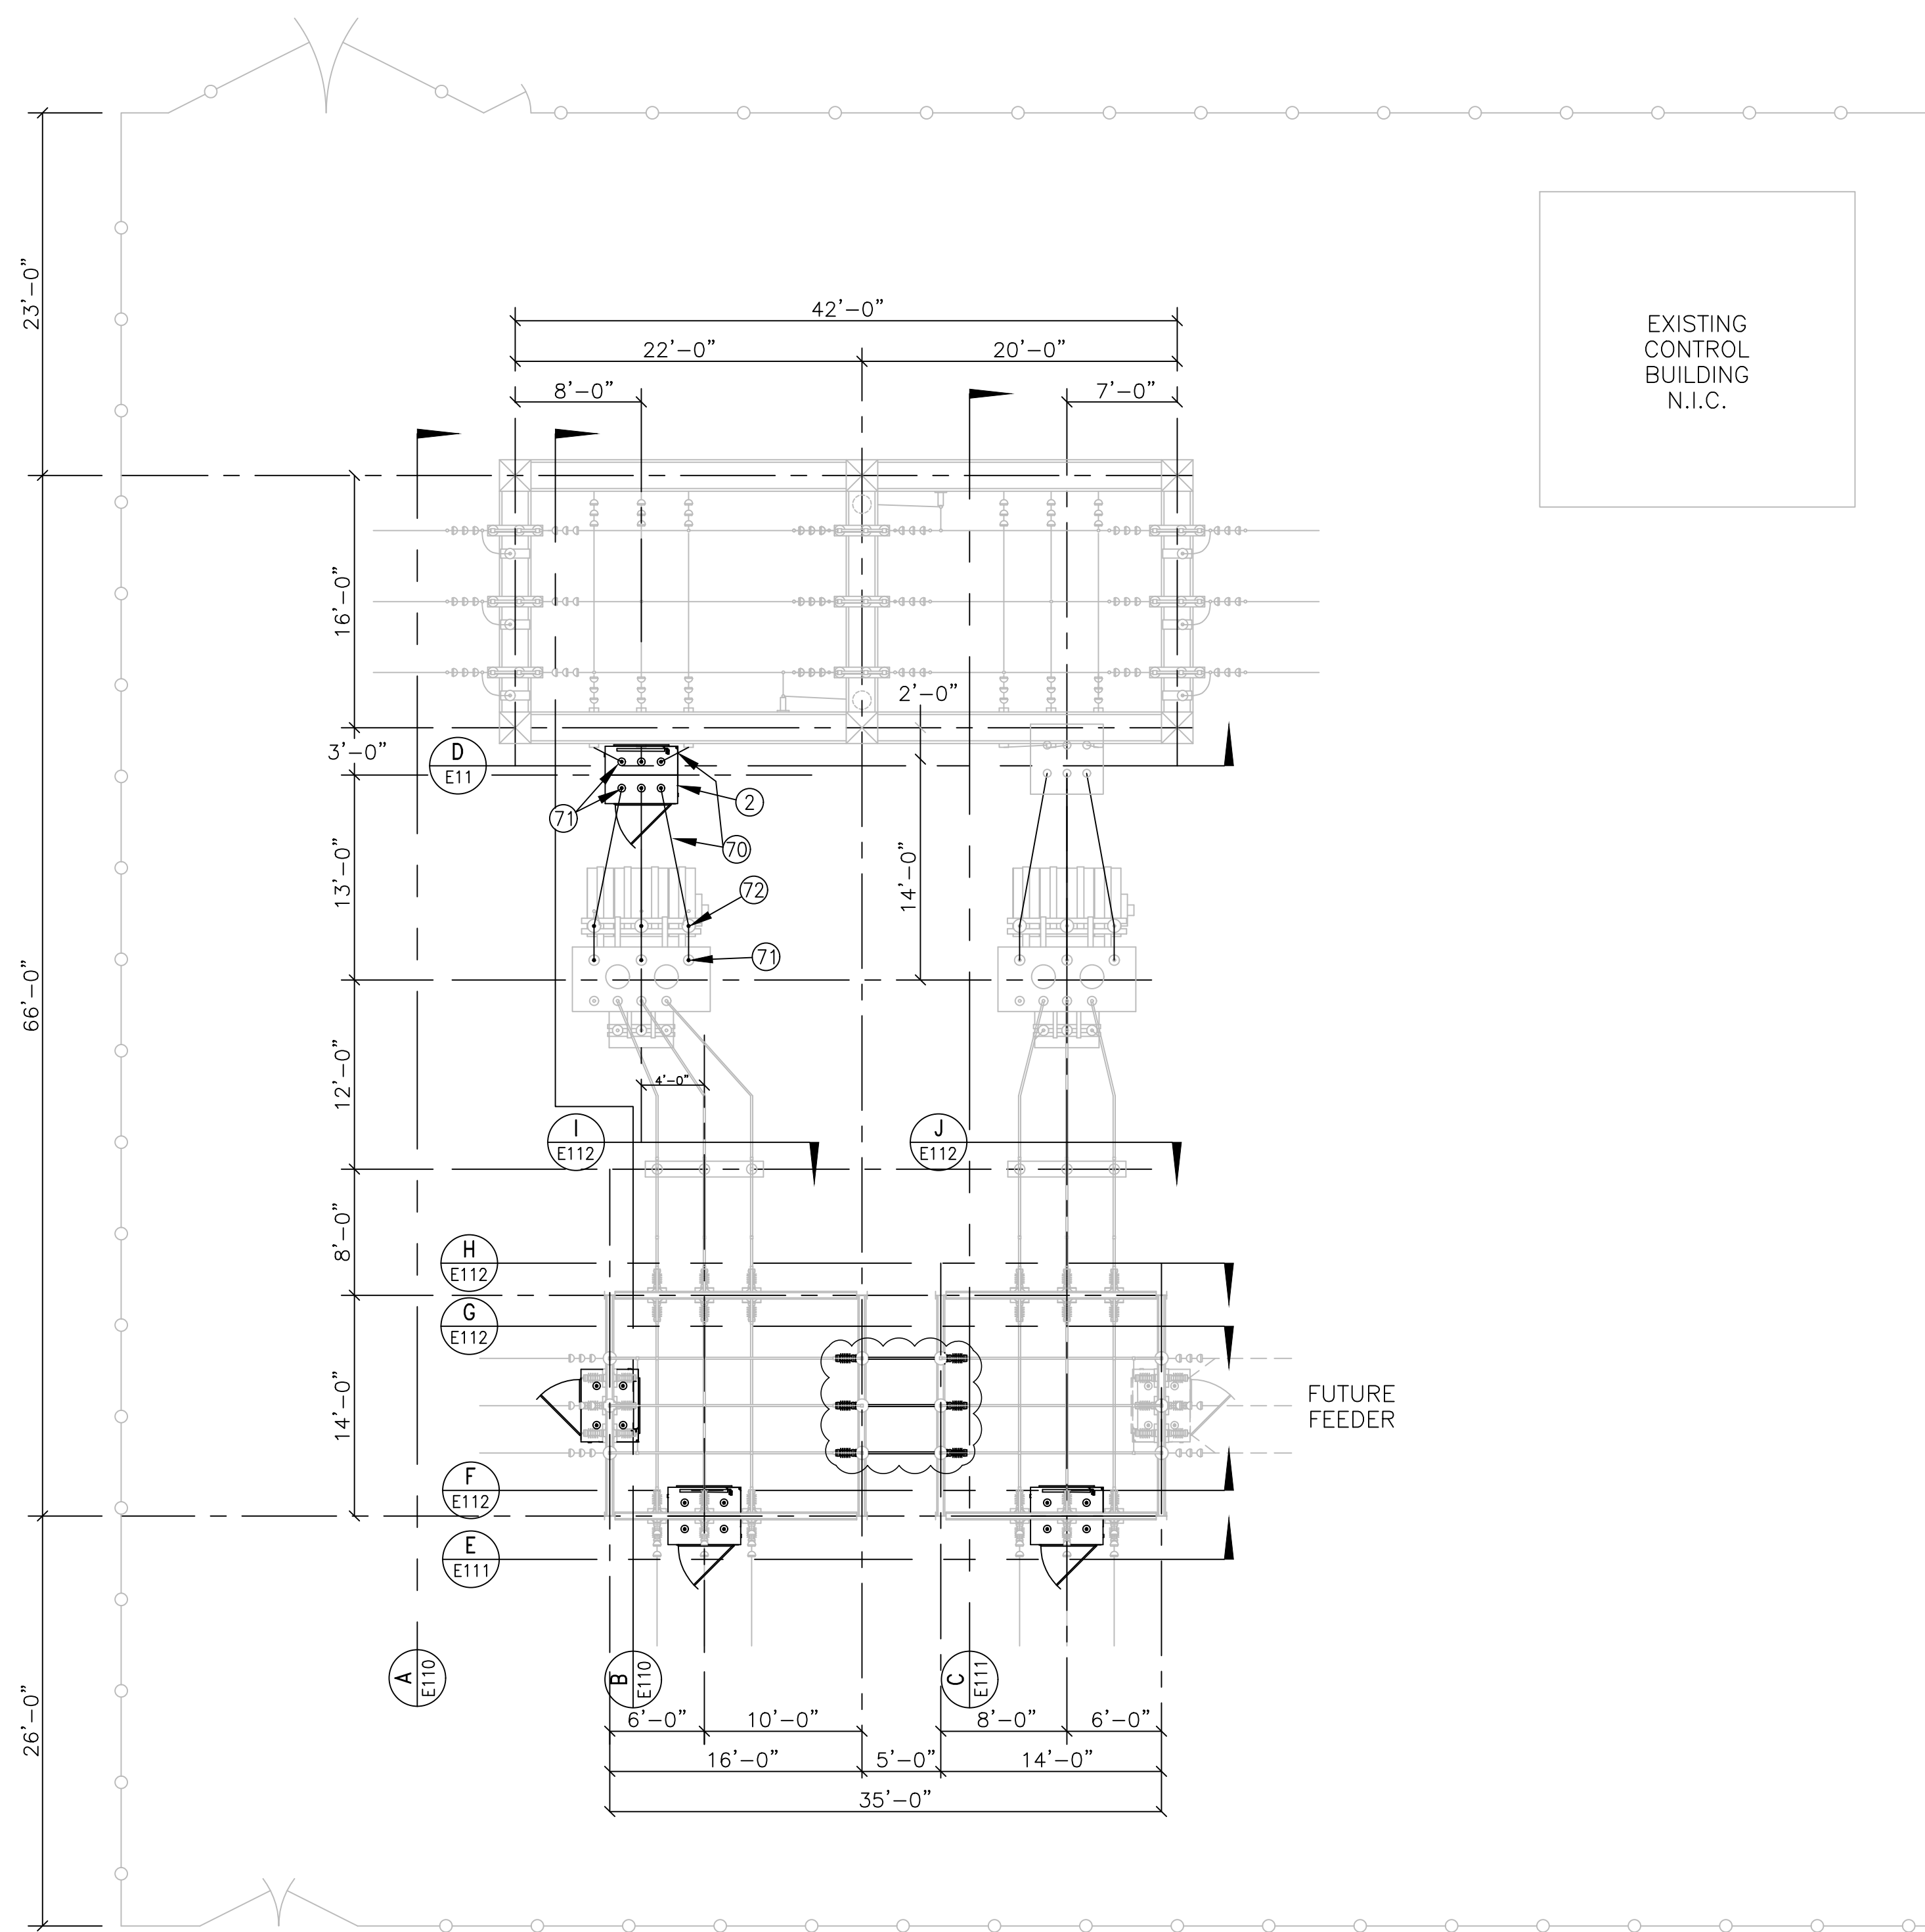 23'-0"
42'-0"
22'-0"
20'-0"
8'-0"
7'-0"
EXISTING
CONTROL
BUILDING
N.I.C.
16'-0"
2'-0"
3'-0"
D
E11
2
71
70
13'-0"
14'-0"
72
71
66'-0"
12'-0"
4'-0"
I
E112
J
E112
8'-0"
H
E112
G
E112
14'-0"
FUTURE
FEEDER
F
E112
E
E111
A
E110
B
E110
C
E111
26'-0"
6'-0"
10'-0"
8'-0"
6'-0"
16'-0"
5'-0"
14'-0"
35'-0"